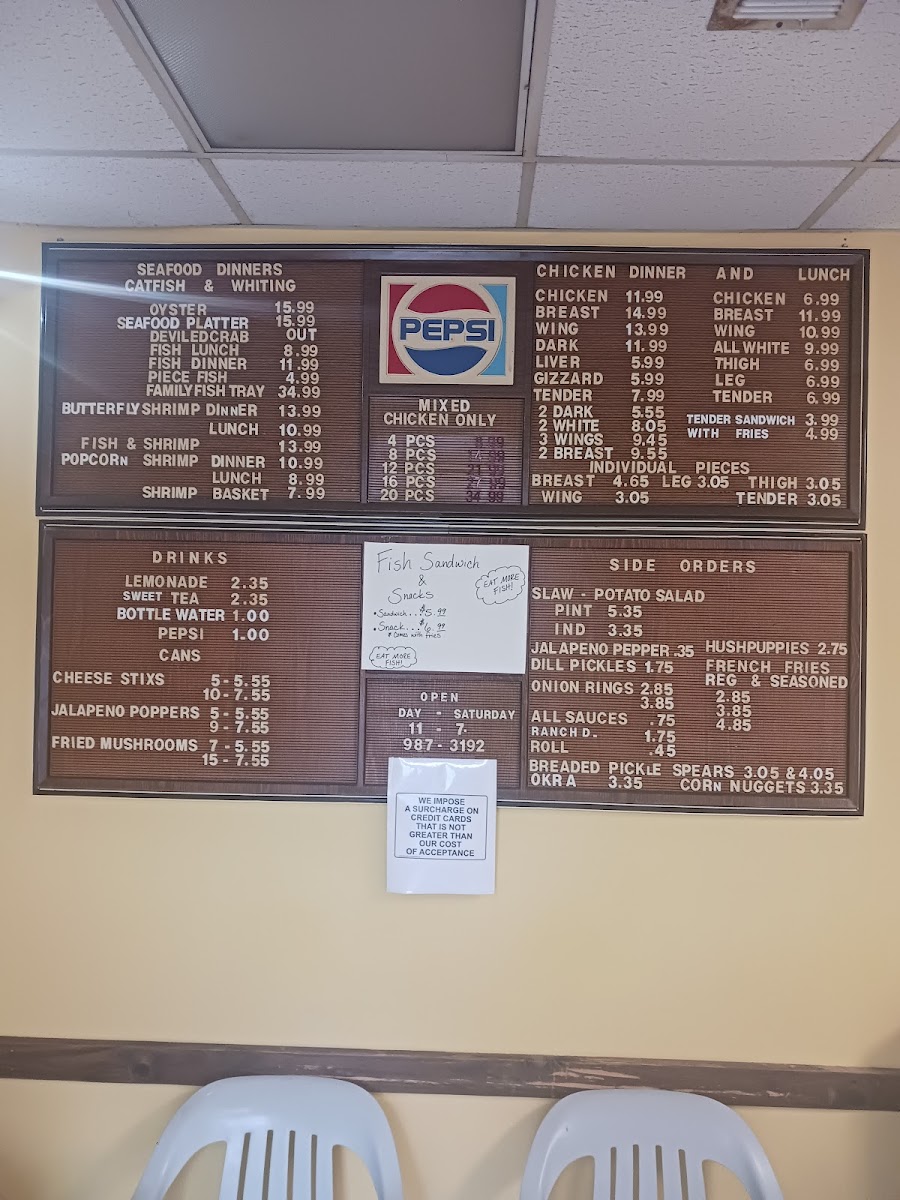 SEAFOOD DINNERS
CATFISH & WHITING
OYSTER 15.99
SEAFOOD PLATTER 15.99
DEVILEDCRAB OUT
FISH LUNCH 8.99
FISH DINNER 11.99
PIECE FISH 4.99
FAMILY FISH TRAY 34.99
BUTTERFLY SHRIMP DInnER 13.99
LUNCH 10.99
FISH & SHRIMP 13.99
POPCORn SHRIMP DINNER 10.99
LUNCH 8.99
SHRIMP BASKET 7.99
PEPSI
MIXED
CHICKEN ONLY
4 PCS
8 PCS
12 PCS
16 PCS
20 PCS 34.99
CHICKEN DINNER AND LUNCH
CHICKEN 11.99
BREAST 14.99
WING 13.99
DARK 11.99
LIVER 5.99
GIZZARD 5.99
TENDER 7.99
2 DARK 5.55
2 WHITE 8.05
3 WINGS 9.45
2 BREAST 9.55
CHICKEN 6.99
BREAST 11.99
WING 10.99
ALL WHITE 9.99
THIGH 6.99
LEG 6.99
TENDER 6.99
TENDER SANDWICH 3.99
WITH FRIES 4.99
INDIVIDUAL PIECES
BREAST 4.65 LEG 3.05 THIGH 3.05
WING 3.05 TENDER 3.05
DRINKS
LEMONADE 2.35
SWEET TEA 2.35
BOTTLE WATER 1.00
PEPSI 1.00
CANS
CHEESE STIXS 5-5.55
10-7.55
JALAPENO POPPERS 5-5.55
9-7.55
FRIED MUSHROOMS 7-5.55
15-7.55
Fish Sandwich
&
Snacks
EAT MORE
FISH!
• Sandwich...$5.99
• Snack...$6.99
* Comes with fries
EAT MORE
FISH!
OPEN
DAY - SATURDAY
11 - 7.
987-3192
WE IMPOSE
A SURCHARGE ON
CREDIT CARDS
THAT IS NOT
GREATER THAN
OUR COST
OF ACCEPTANCE
SIDE ORDERS
SLAW - POTATO SALAD
PINT 5.35
IND 3.35
JALAPENO PEPPER .35
DILL PICKLES 1.75
ONION RINGS 2.85
3.85
ALL SAUCES .75
RANCH D. 1.75
ROLL .45
HUSHPUPPIES 2.75
FRENCH FRIES
REG & SEASONED
2.85
3.85
4.85
BREADED PICKLE SPEARS 3.05 & 4.05
OKRA 3.35 CORn NUGGETS 3.35